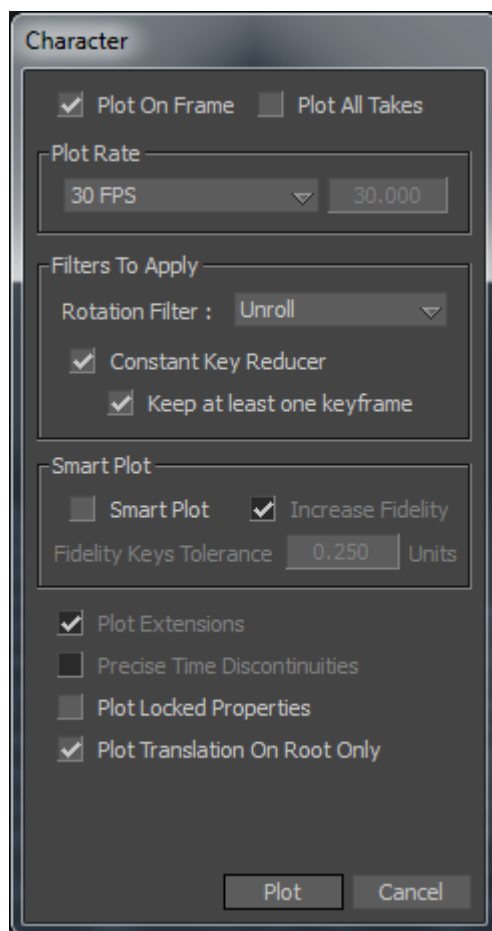 Character
Plot On Frame Plot All Takes
Plot Rate
30 FPS 30.000
Filters To Apply
Rotation Filter : Unroll
Constant Key Reducer
Keep at least one keyframe
Smart Plot
Smart Plot Increase Fidelity
Fidelity Keys Tolerance 0.250 Units
Plot Extensions
Precise Time Discontinuities
Plot Locked Properties
Plot Translation On Root Only
Plot Cancel